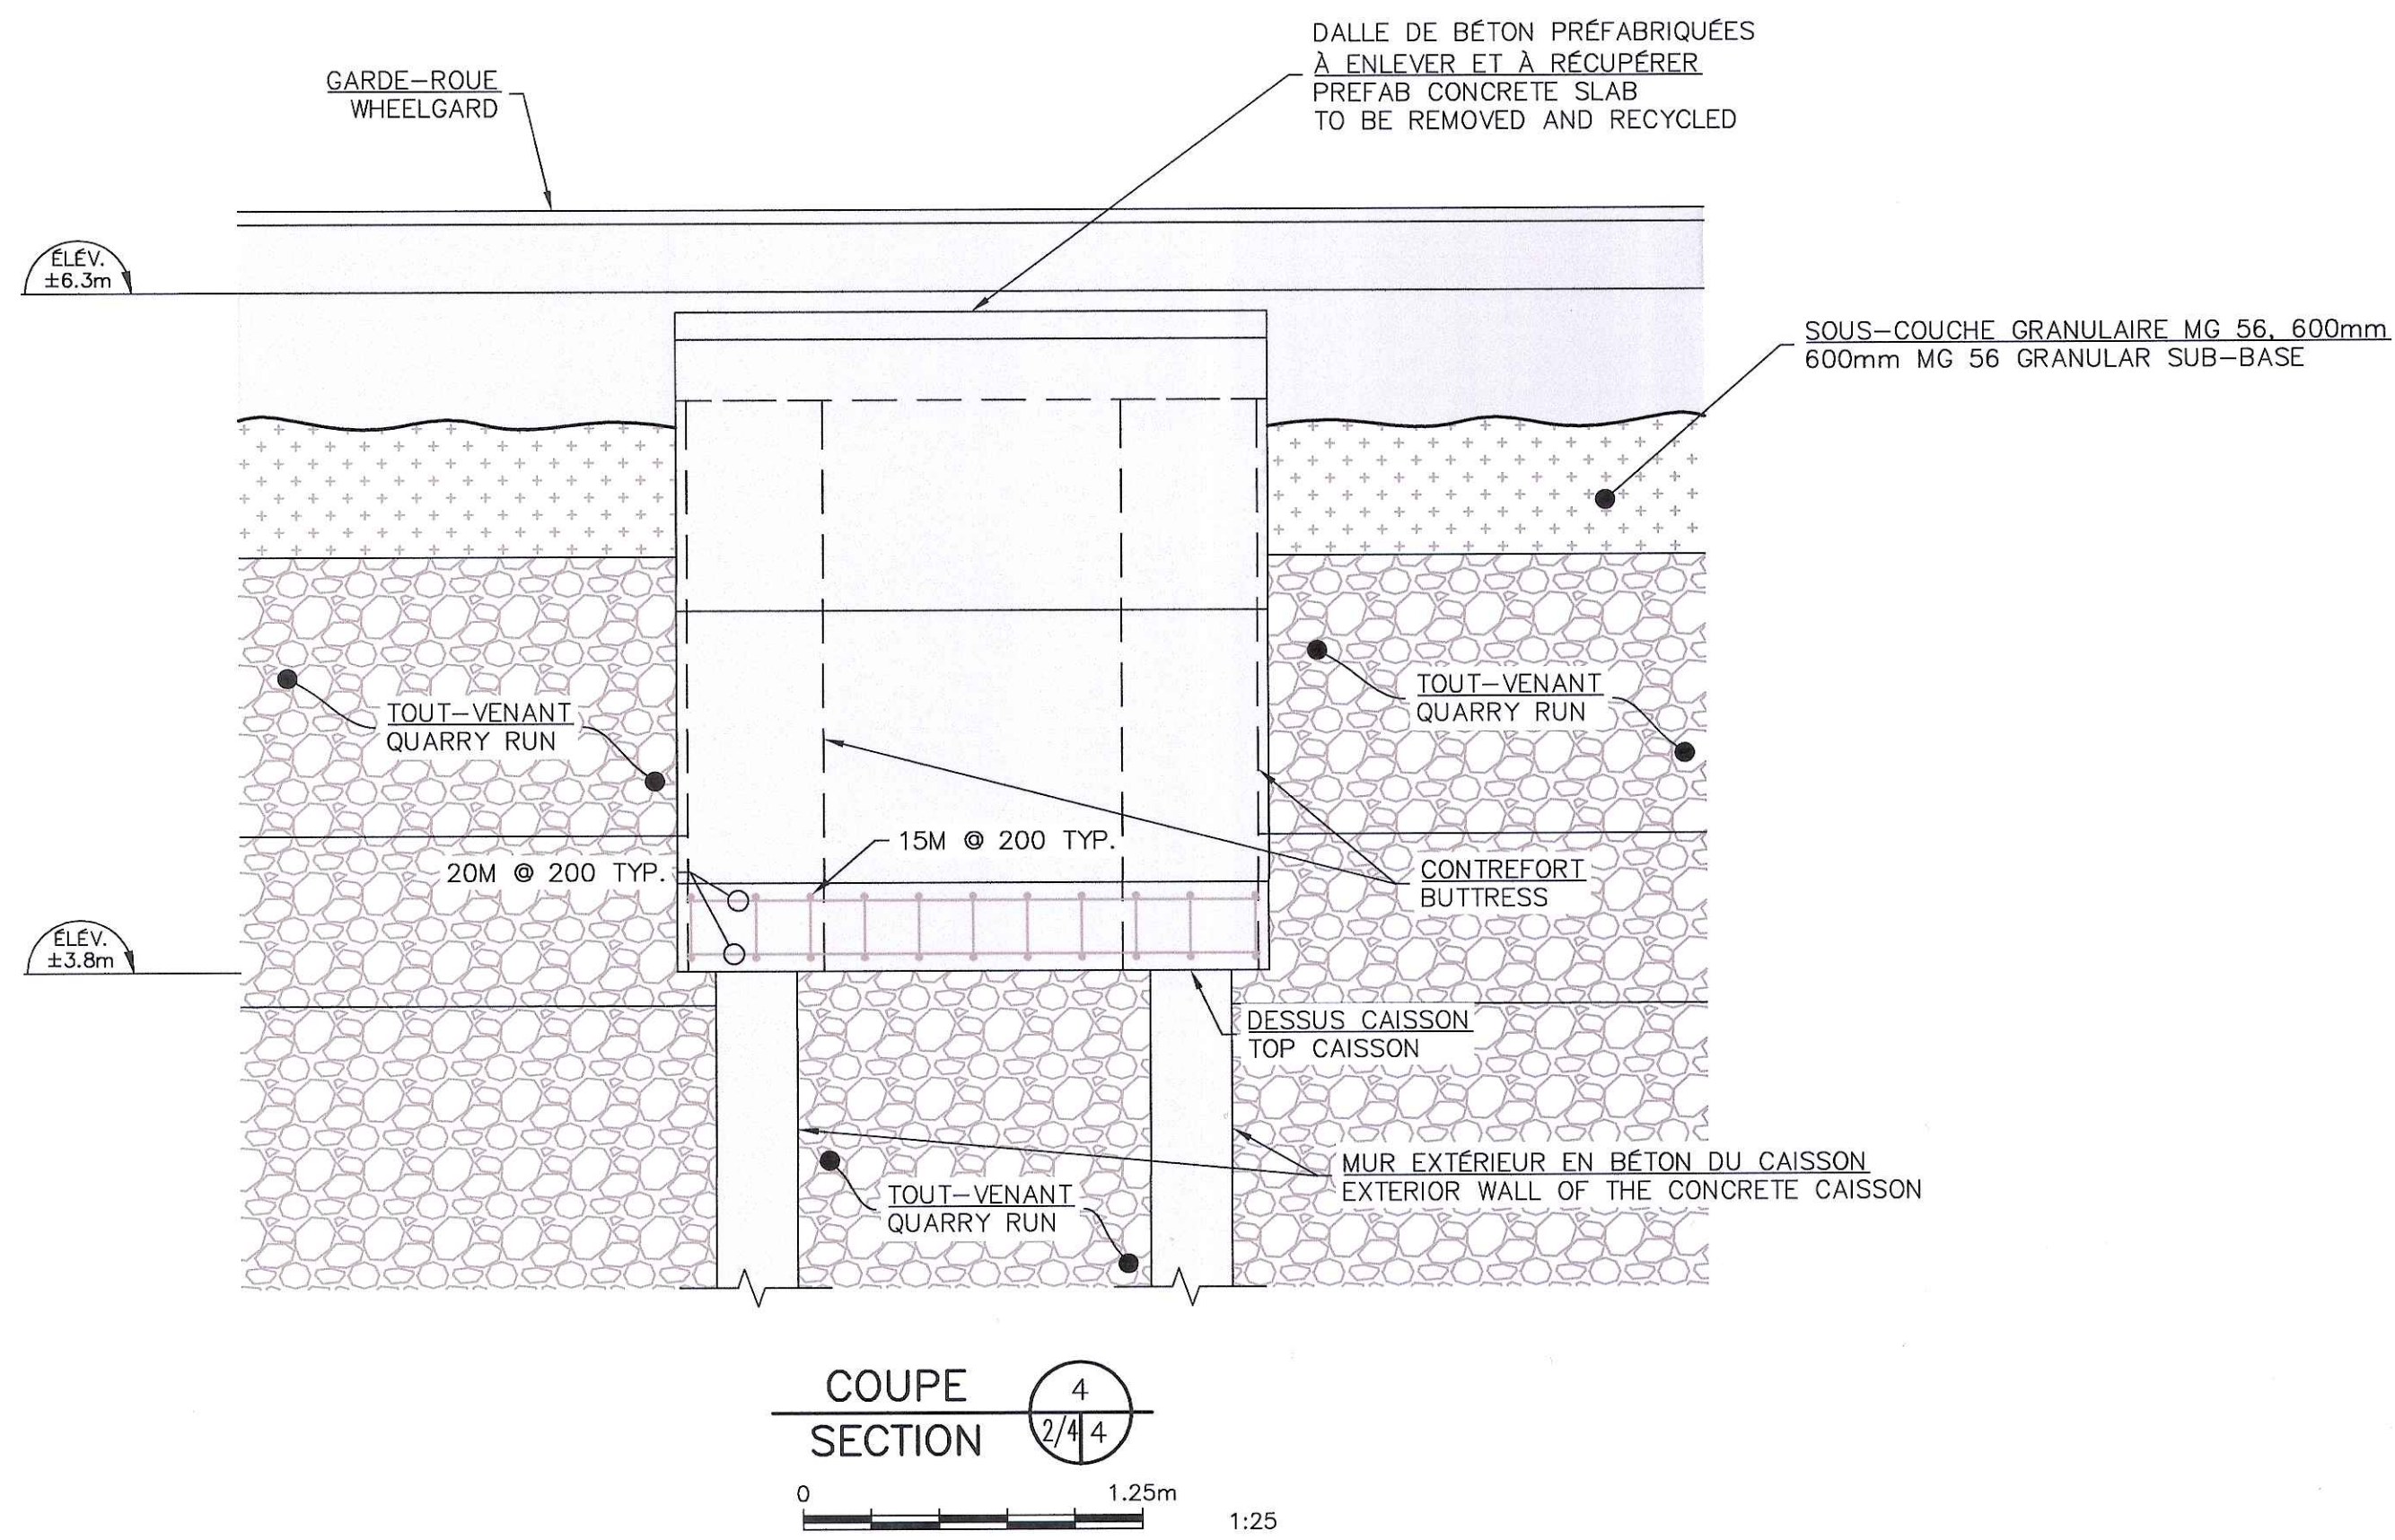 DALLE DE BÉTON PRÉFABRIQUÉES
À ENLEVER ET À RÉCUPÉRER
PREFAB CONCRETE SLAB
TO BE REMOVED AND RECYCLED
GARDE-ROUE
WHEELGARD
ÉLÉV.
±6.3m
SOUS-COUCHE GRANULAIRE MG 56, 600mm
600mm MG 56 GRANULAR SUB-BASE
TOUT-VENANT
QUARRY RUN
TOUT-VENANT
QUARRY RUN
15M @ 200 TYP.
20M @ 200 TYP.
CONTREFORT
BUTTRESS
ÉLÉV.
±3.8m
DESSUS CAISSON
TOP CAISSON
MUR EXTÉRIEUR EN BÉTON DU CAISSON
EXTERIOR WALL OF THE CONCRETE CAISSON
TOUT-VENANT
QUARRY RUN
COUPE
SECTION
4
2/4 4
0 1.25m
1:25